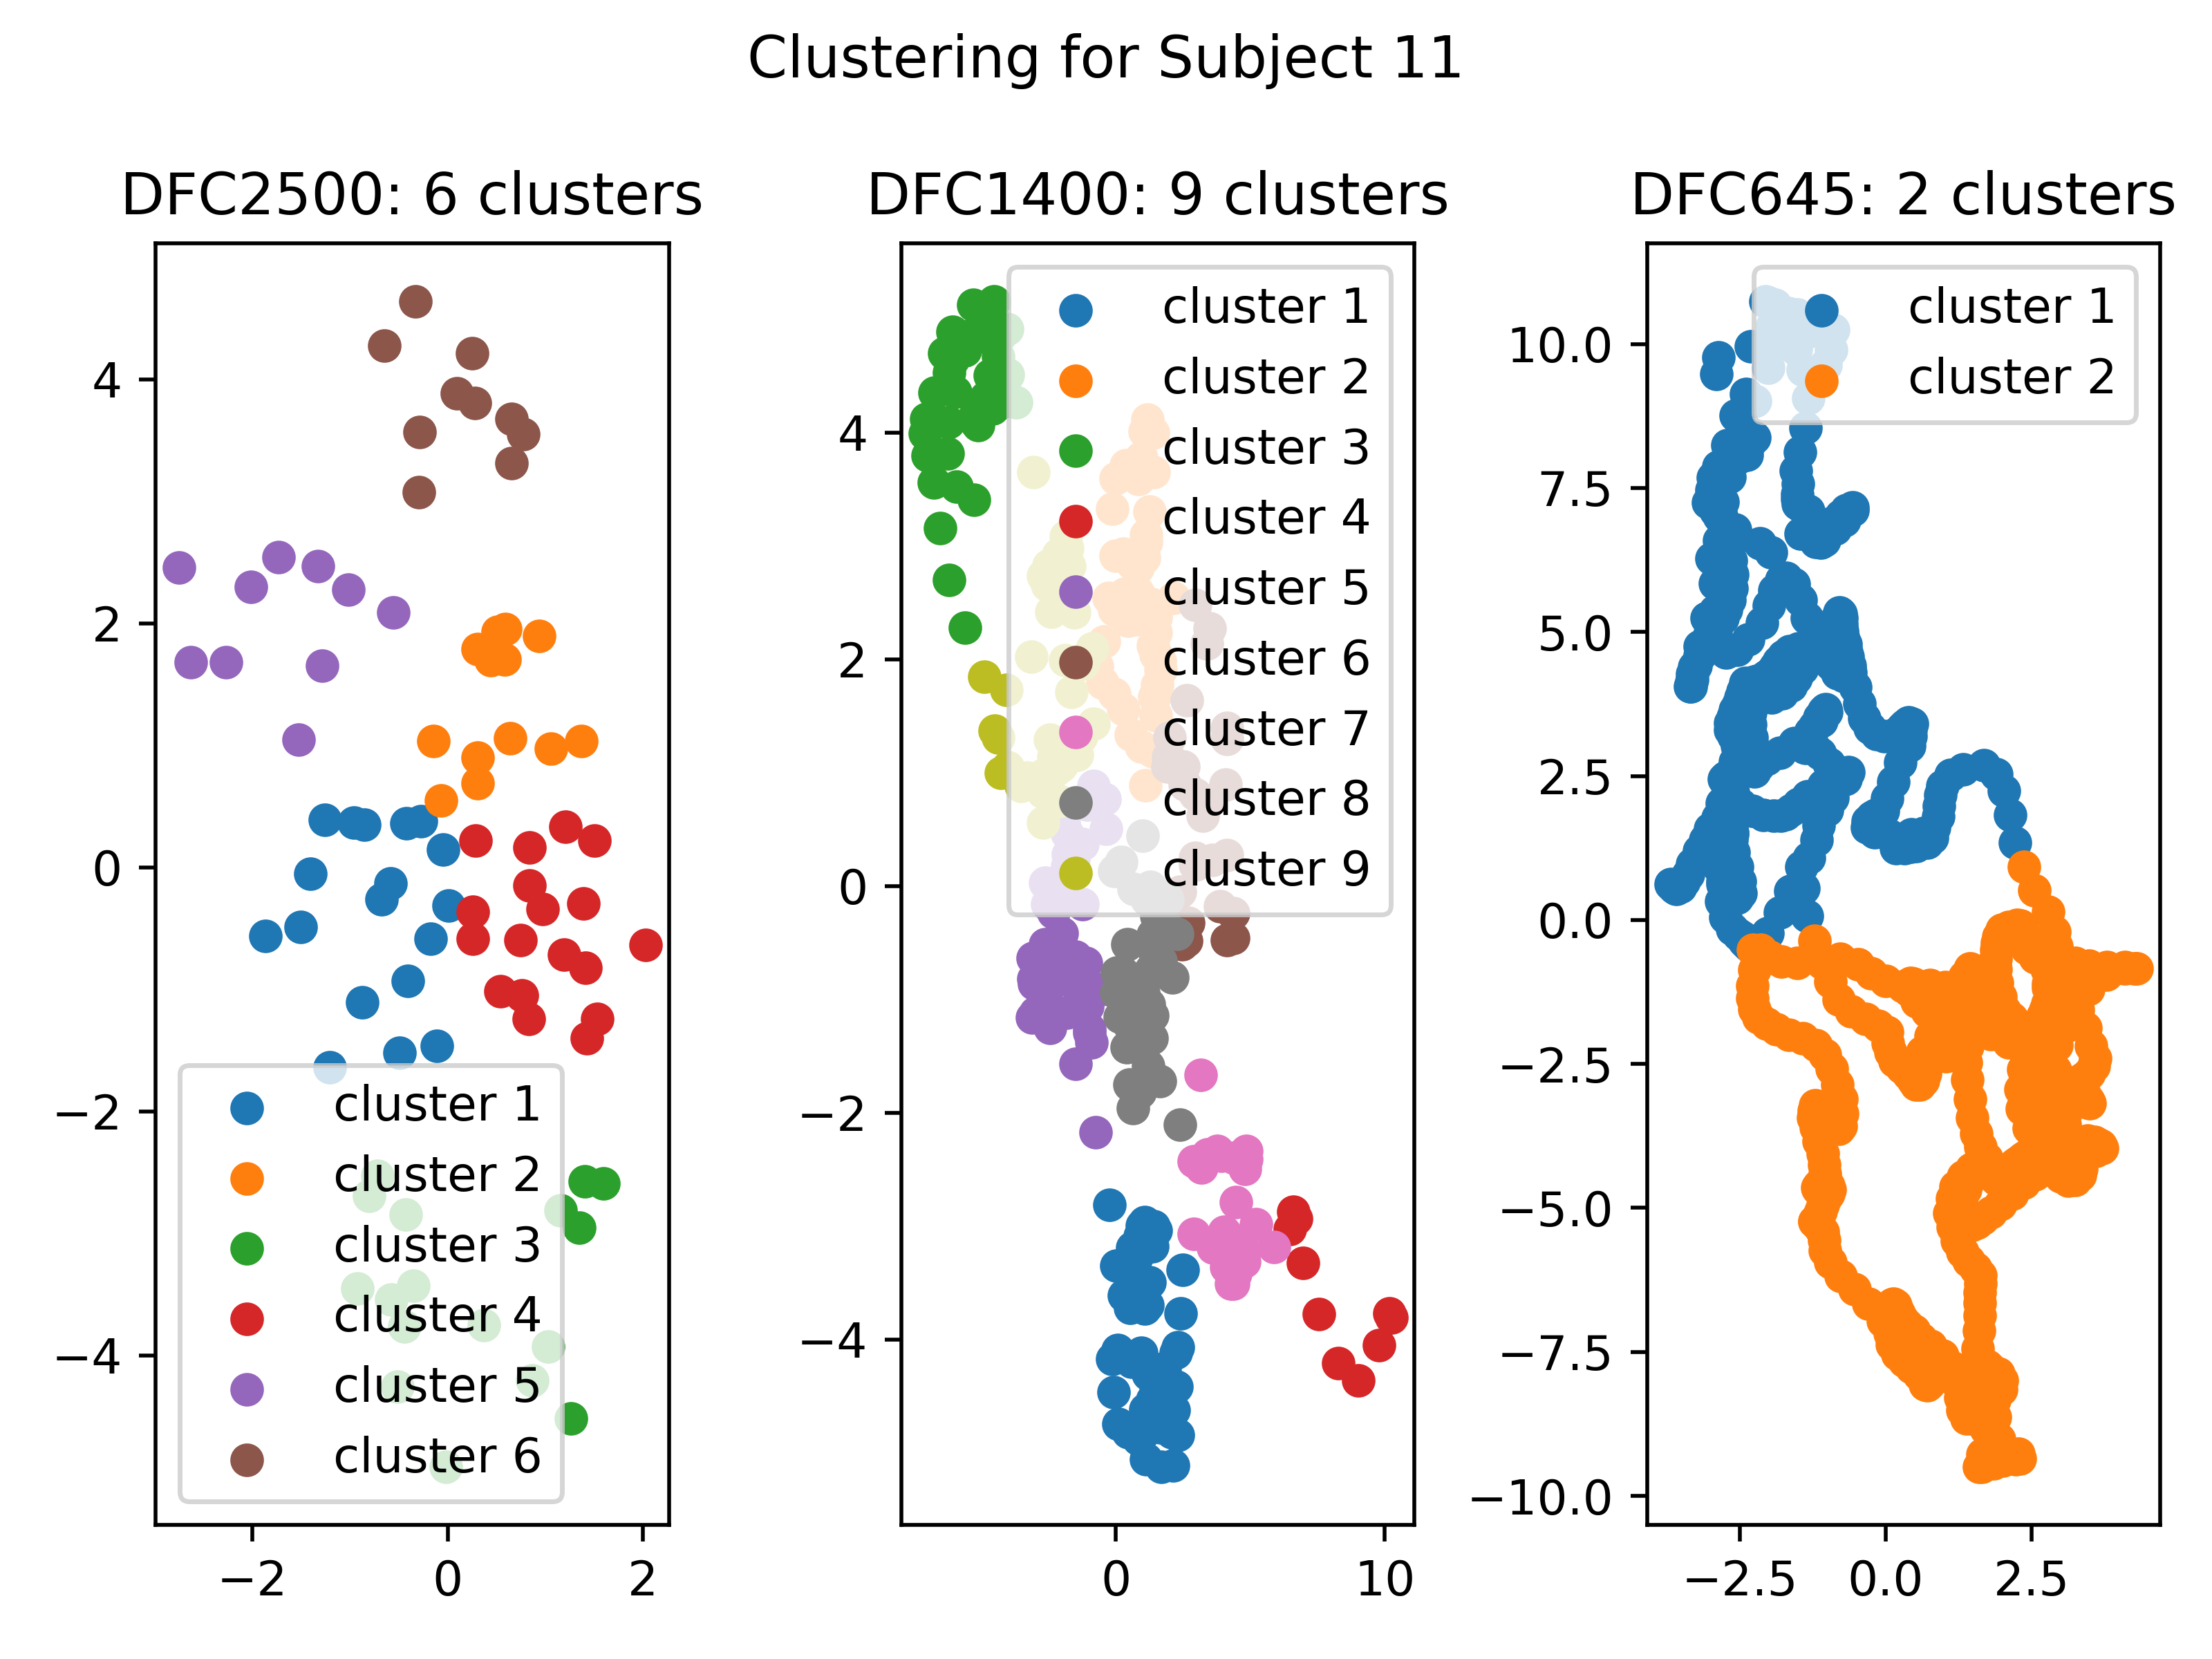 Clustering for Subject 11
DFC2500: 6 clusters
4
2
0
−2
−4
−2
0
2
cluster 1
cluster 2
cluster 3
cluster 4
cluster 5
cluster 6
DFC1400: 9 clusters
4
2
0
−2
−4
0
10
cluster 1
cluster 2
cluster 3
cluster 4
cluster 5
cluster 6
cluster 7
cluster 8
cluster 9
DFC645: 2 clusters
10.0
7.5
5.0
2.5
0.0
−2.5
−5.0
−7.5
−10.0
−2.5
0.0
2.5
cluster 1
cluster 2